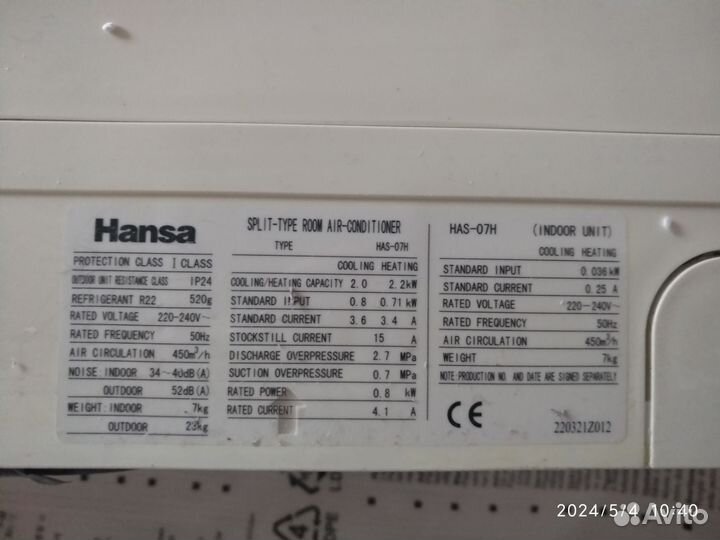 Hansa
PROTECTION CLASS I CLASS
OUTDOOR UNIT RESISTANCE CLASS IP24
REFRIGERANT R22 520g
RATED VOLTAGE 220-240V~
RATED FREQUENCY 50Hz
AIR CIRCULATION 450m³/h
NOISE INDOOR 34~40dB(A)
OUTDOOR 52dB(A)
WEIGHT INDOOR 7kg
OUTDOOR 23kg
SPLIT-TYPE ROOM AIR-CONDITIONER
TYPE HAS-07H
COOLING HEATING
COOLING/HEATING CAPACITY 2.0 2.2kW
STANDARD INPUT 0.8 0.71kW
STANDARD CURRENT 3.6 3.4 A
STOCKSTILL CURRENT 15 A
DISCHARGE OVERPRESSURE 2.7 MPa
SUCTION OVERPRESSURE 0.7 MPa
RATED POWER 0.8 kW
RATED CURRENT 4.1 A
HAS-07H (INDOOR UNIT)
COOLING HEATING
STANDARD INPUT 0.036kW
STANDARD CURRENT 0.25 A
RATED VOLTAGE 220-240V~
RATED FREQUENCY 50Hz
AIR CIRCULATION 450m³/h
WEIGHT 7kg
NOTE:PRODUCTION NO. AND DATE ARE SIGNED SEPARATELY
CE
220321Z012
4
2024/5/4 10:40
Avito